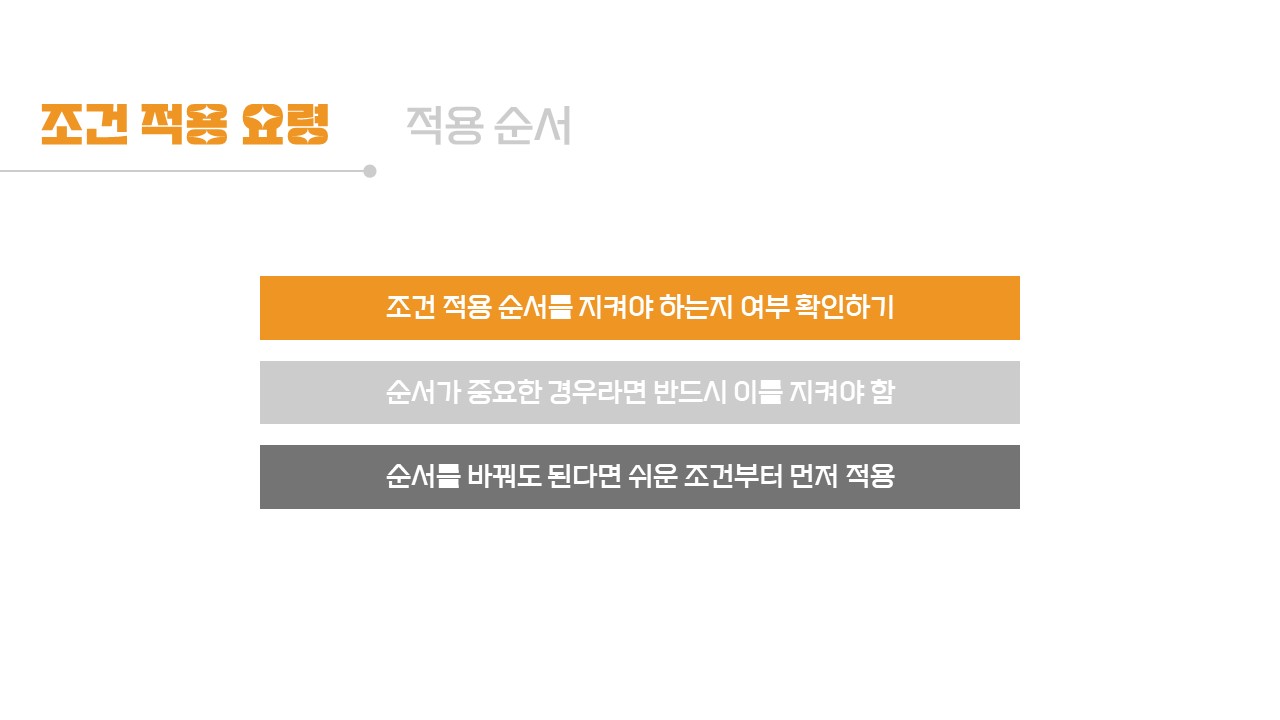 조건 적용 요령 적용 순서
조건 적용 순서를 지켜야 하는지 여부 확인하기
순서가 중요한 경우라면 반드시 이를 지켜야 함
순서를 바꿔도 된다면 쉬운 조건부터 먼저 적용